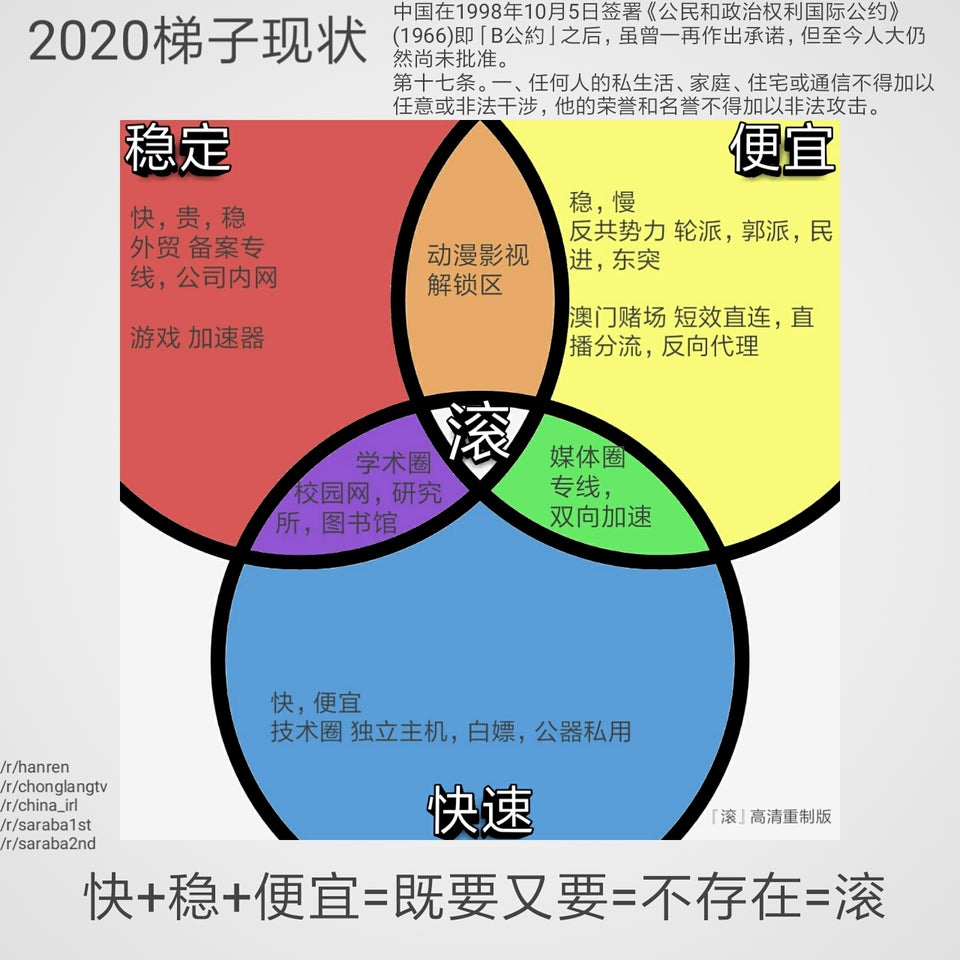 2020梯子现状
中国在1998年10月5日签署《公民和政治权利国际公约》
(1966)即「B公約」之后，虽曾一再作出承诺，但至今人大仍
然尚未批准。
第十七条。一、任何人的私生活、家庭、住宅或通信不得加以
任意或非法干涉，他的荣誉和名誉不得加以非法攻击。
稳定
便宜
快，贵，稳
外贸 备案专
线，公司内网
游戏 加速器
动漫影视
解锁区
稳，慢
反共势力 轮派，郭派，民
进，东突
澳门赌场 短效直连，直
播分流，反向代理
滚
学术圈
校园网，研究
所，图书馆
媒体圈
专线，
双向加速
快，便宜
技术圈 独立主机，白嫖，公器私用
快速
『滚』高清重制版
/r/hanren
/r/chonglangtv
/r/china_irl
/r/saraba1st
/r/saraba2nd
快+稳+便宜=既要又要=不存在=滚